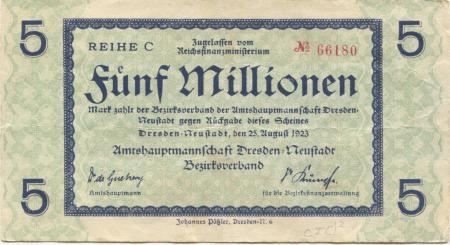 5 5
REIHE C
Zugelassen vom
Reichsfinanzministerium
№ 66180
Fünf Millionen
Mark zahlt der Bezirksverband der Amtshauptmannschaft Dresden-
Neustadt gegen Rückgabe dieses Scheines
Dresden-Neustadt, den 25. August 1923
Amtshauptmannschaft Dresden-Neustadt
Bezirksverband
Amtshauptmann
für die Bezirksfinanzverwaltung
5 5
Johannes Päßler, Dresden-N. 6